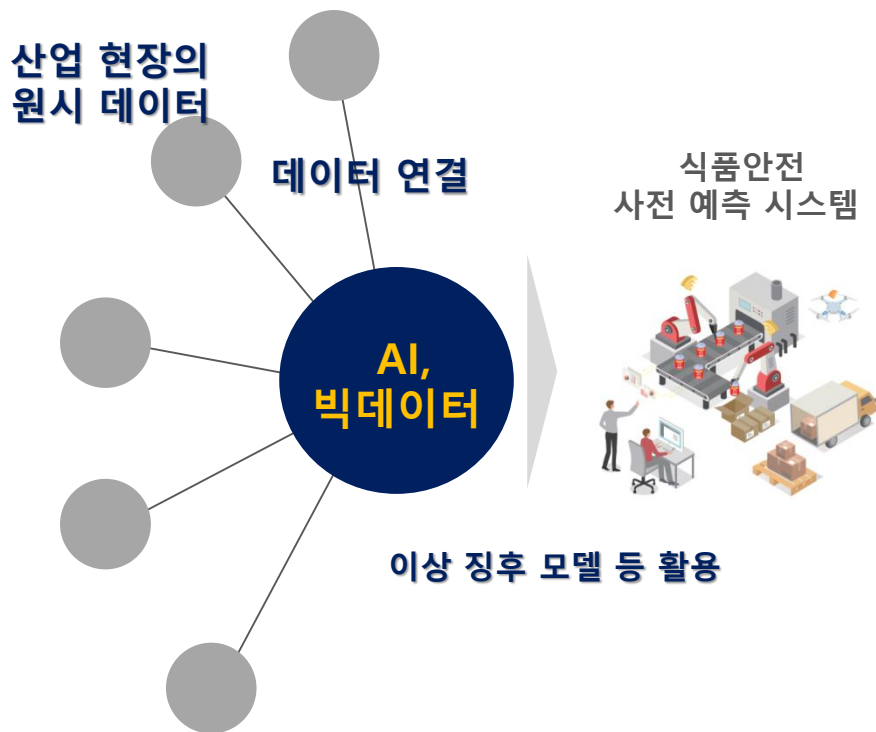 산업 현장의
원시 데이터
데이터 연결
식품안전
사전 예측 시스템
AI,
빅데이터
이상 징후 모델 등 활용